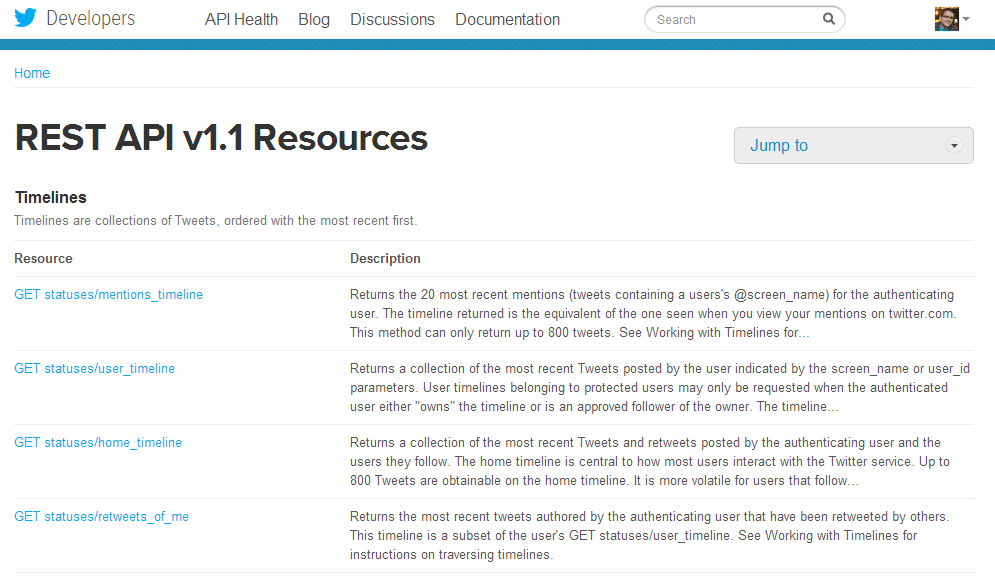 Developers API Health Blog Discussions Documentation Search
Home
REST API v1.1 Resources
Jump to
Timelines
Timelines are collections of Tweets, ordered with the most recent first.
Resource Description
GET statuses/mentions_timeline
Returns the 20 most recent mentions (tweets containing a users's @screen_name) for the authenticating
user. The timeline returned is the equivalent of the one seen when you view your mentions on twitter.com.
This method can only return up to 800 tweets. See Working with Timelines for...
GET statuses/user_timeline
Returns a collection of the most recent Tweets posted by the user indicated by the screen_name or user_id
parameters. User timelines belonging to protected users may only be requested when the authenticated
user either "owns" the timeline or is an approved follower of the owner. The timeline...
GET statuses/home_timeline
Returns a collection of the most recent Tweets and retweets posted by the authenticating user and the
users they follow. The home timeline is central to how most users interact with the Twitter service. Up to
800 Tweets are obtainable on the home timeline. It is more volatile for users that follow...
GET statuses/retweets_of_me
Returns the most recent tweets authored by the authenticating user that have been retweeted by others.
This timeline is a subset of the user's GET statuses/user_timeline. See Working with Timelines for
instructions on traversing timelines.